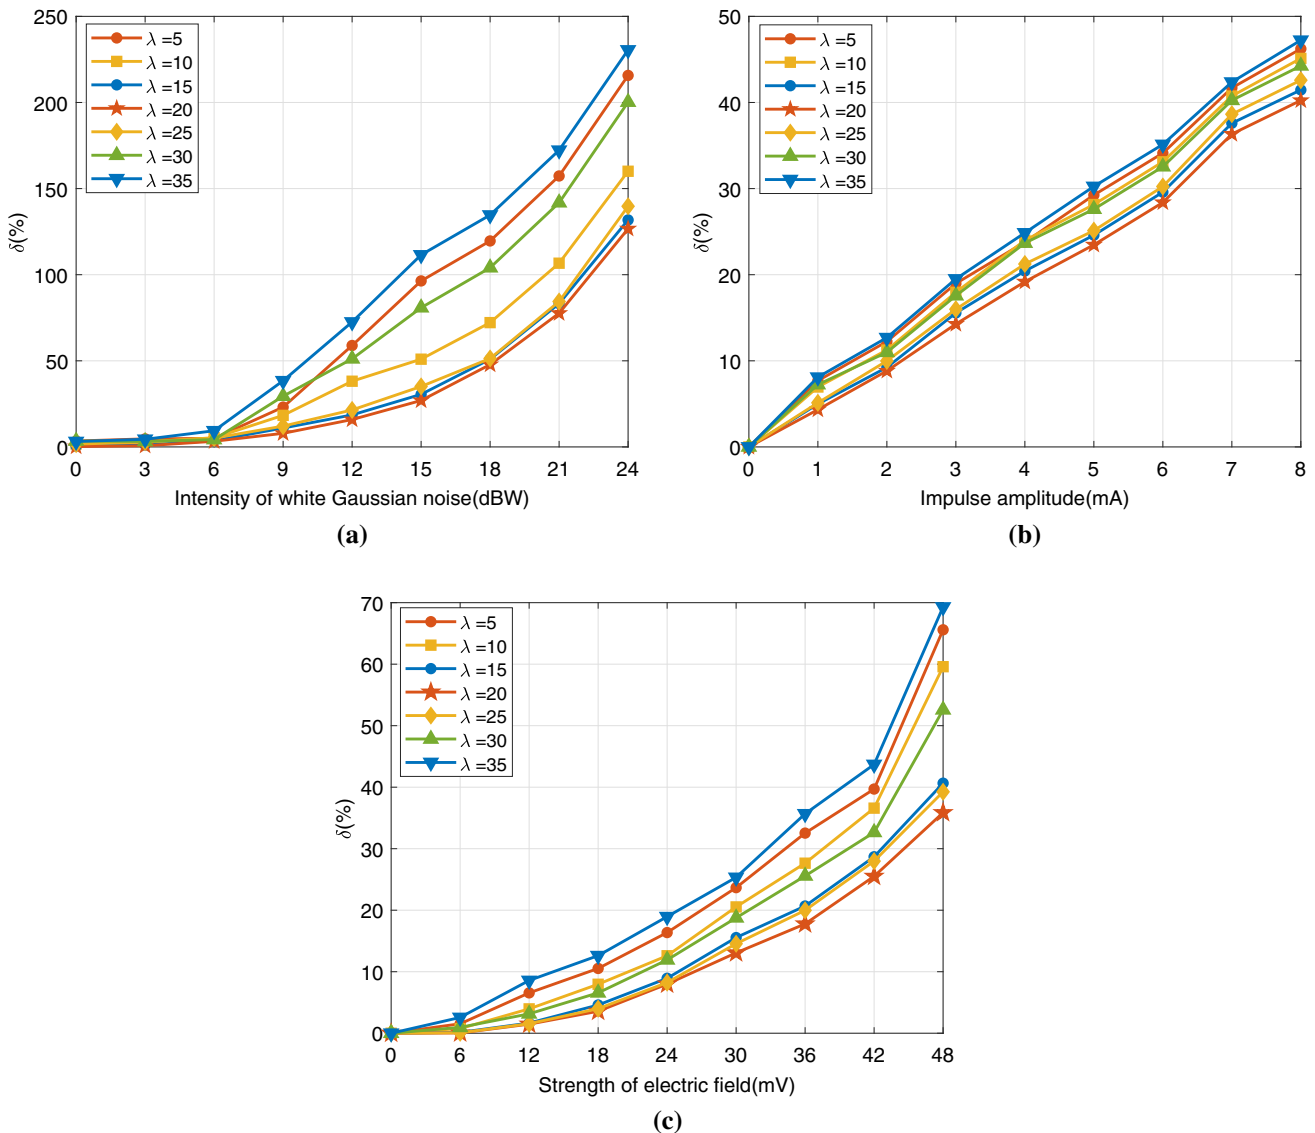 250
200
150
100
50
0
δ(%)
λ =5
λ =10
λ =15
λ =20
λ =25
λ =30
λ =35
0 3 6 9 12 15 18 21 24
Intensity of white Gaussian noise(dBW)
(a)
50
40
30
20
10
0
δ(%)
λ =5
λ =10
λ =15
λ =20
λ =25
λ =30
λ =35
0 1 2 3 4 5 6 7 8
Impulse amplitude(mA)
(b)
70
60
50
40
30
20
10
0
δ(%)
λ =5
λ =10
λ =15
λ =20
λ =25
λ =30
λ =35
0 6 12 18 24 30 36 42 48
Strength of electric field(mV)
(c)